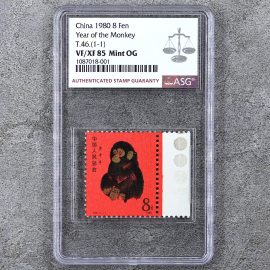 China 1980 8 Fen
Year of the Monkey
T.46.(1-1)
VF/XF 85 Mint OG
1087018-001
ASG
AUTHENTICATED STAMP GUARANTY
中国人民邮政
8分